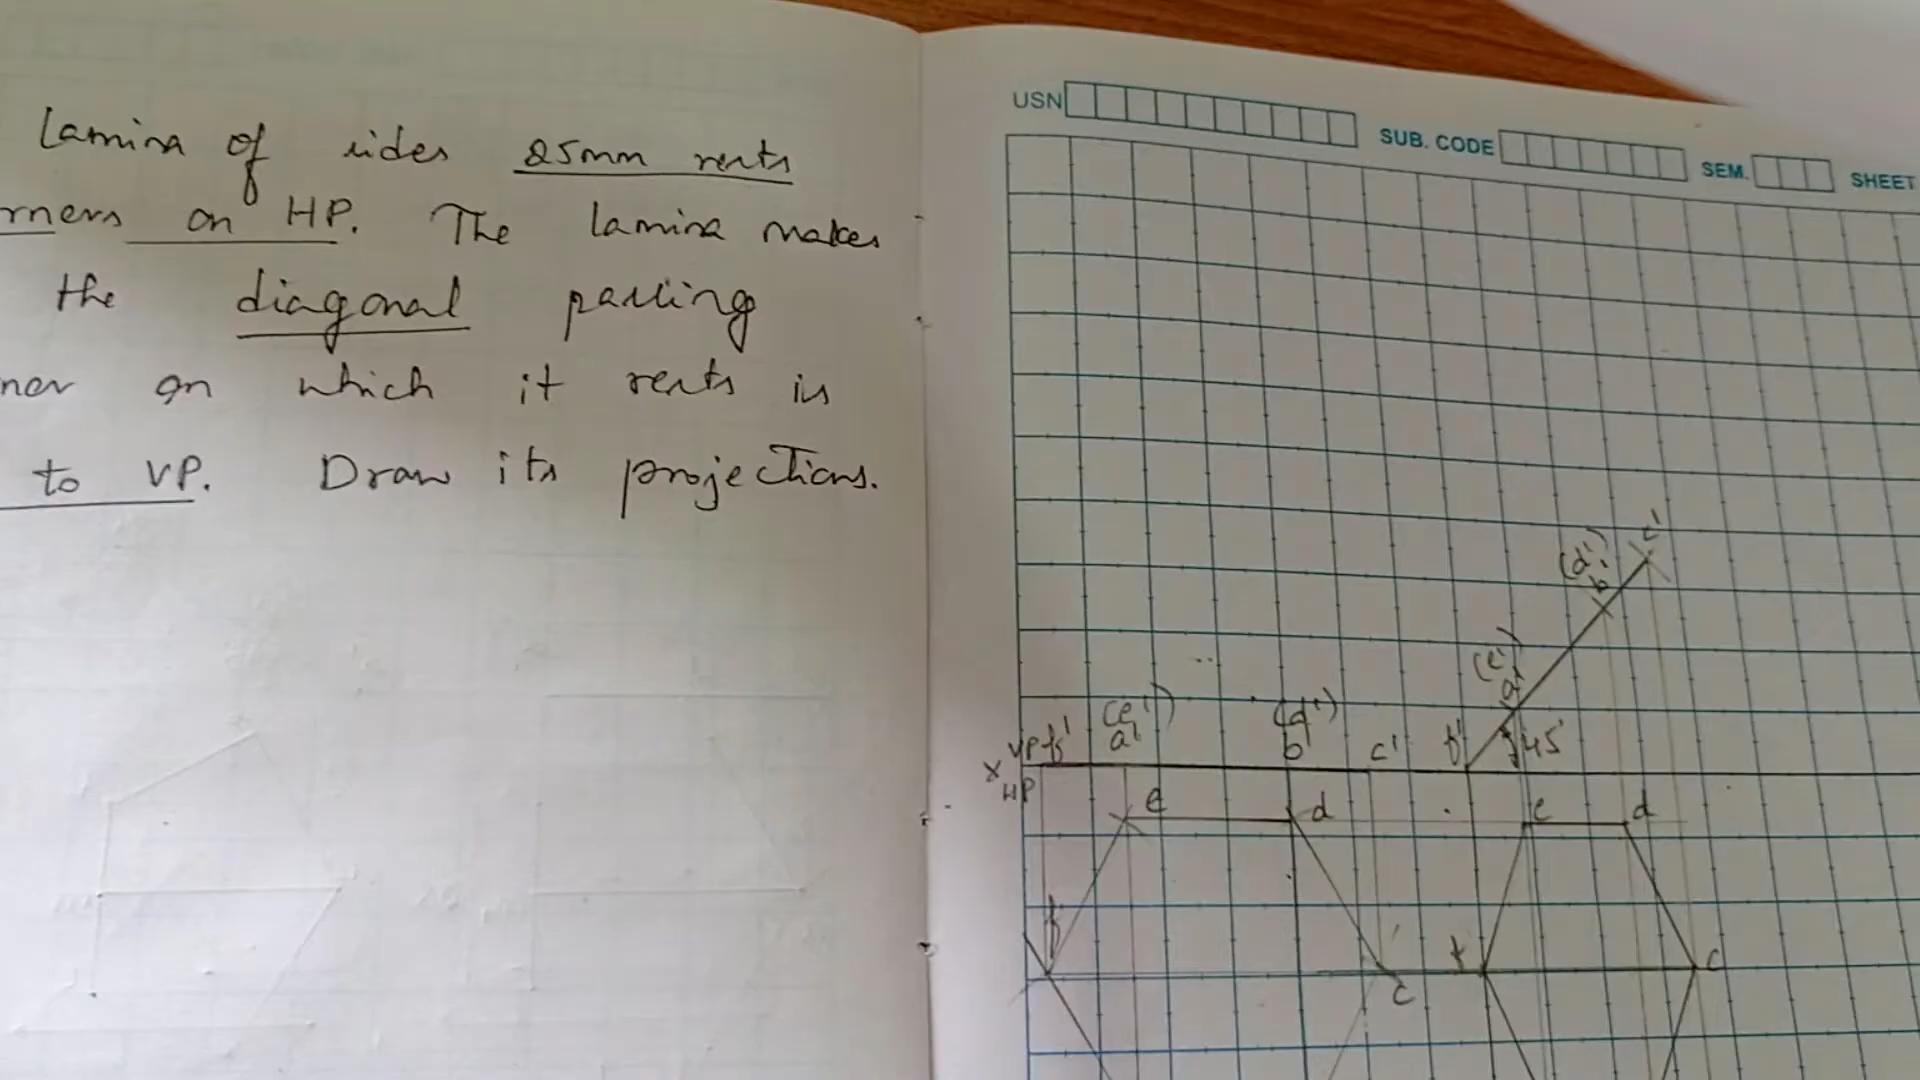 Lamina of sides 25mm rests
rners on HP. The lamina makes
the diagonal passing
ner on which it rests is
to VP. Draw its projections.
USN
SUB. CODE
SEM.
SHEET
c'
(d')
b'
(e')
a'
VP f' (e') a' (d') b' c' f' 45
X HP
e d e d
f c f c